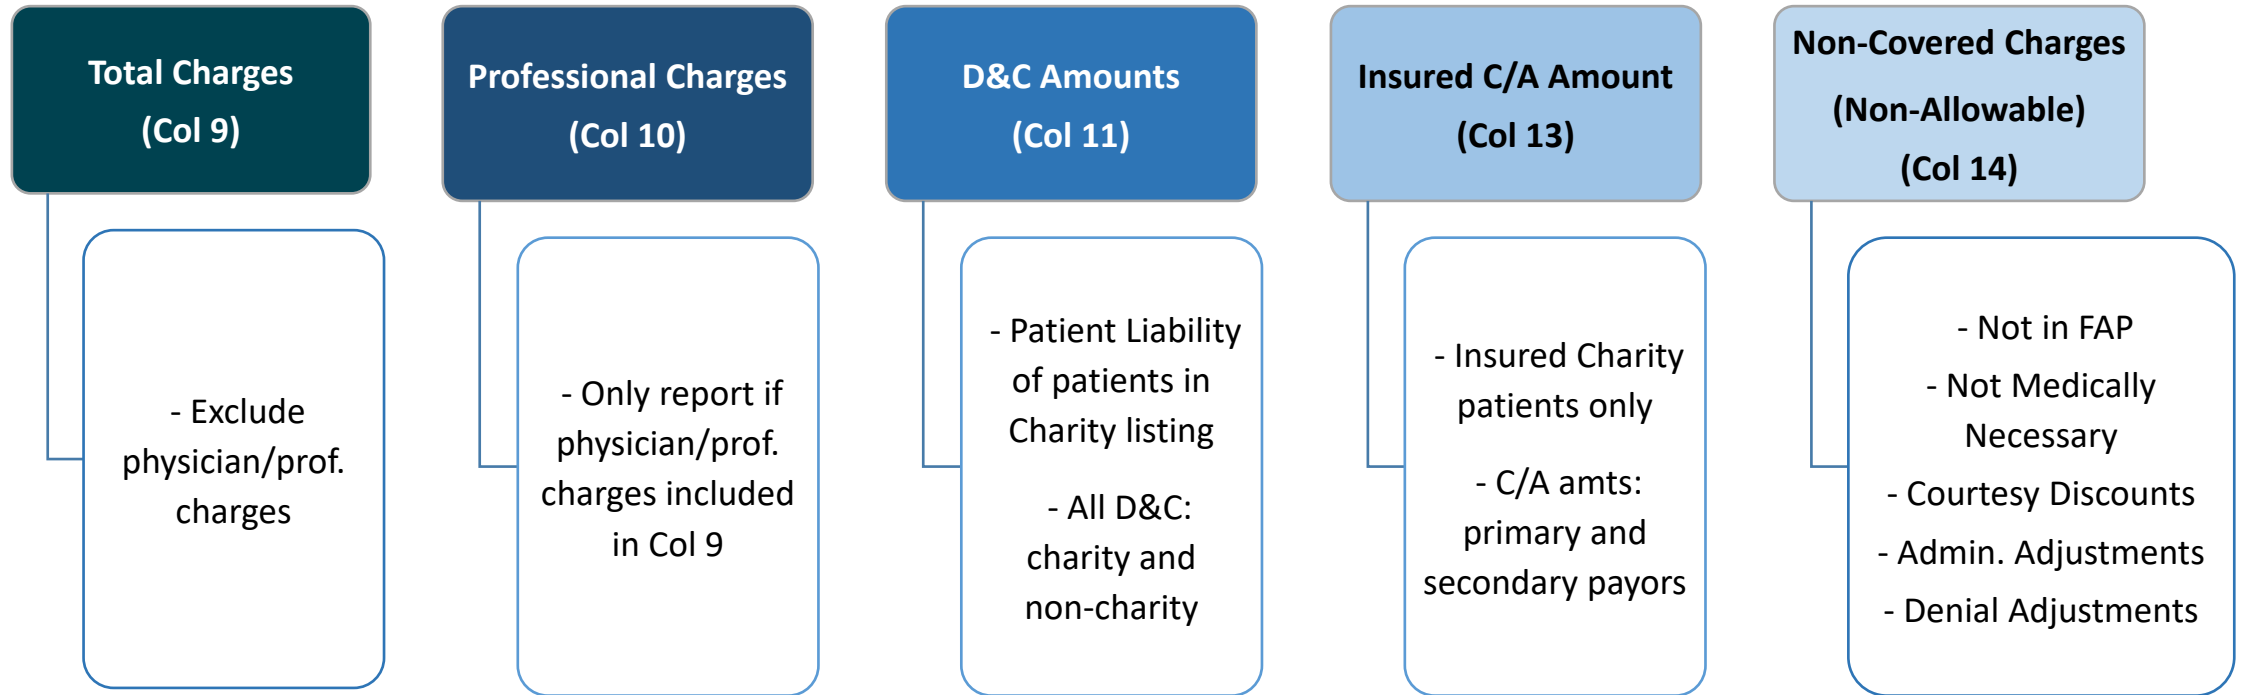 Total Charges
(Col 9)
- Exclude
physician/prof.
charges
Professional Charges
(Col 10)
- Only report if
physician/prof.
charges included
in Col 9
D&C Amounts
(Col 11)
- Patient Liability
of patients in
Charity listing
- All D&C:
charity and
non-charity
Insured C/A Amount
(Col 13)
- Insured Charity
patients only
- C/A amts:
primary and
secondary payors
Non-Covered Charges
(Non-Allowable)
(Col 14)
- Not in FAP
- Not Medically
Necessary
- Courtesy Discounts
- Admin. Adjustments
- Denial Adjustments